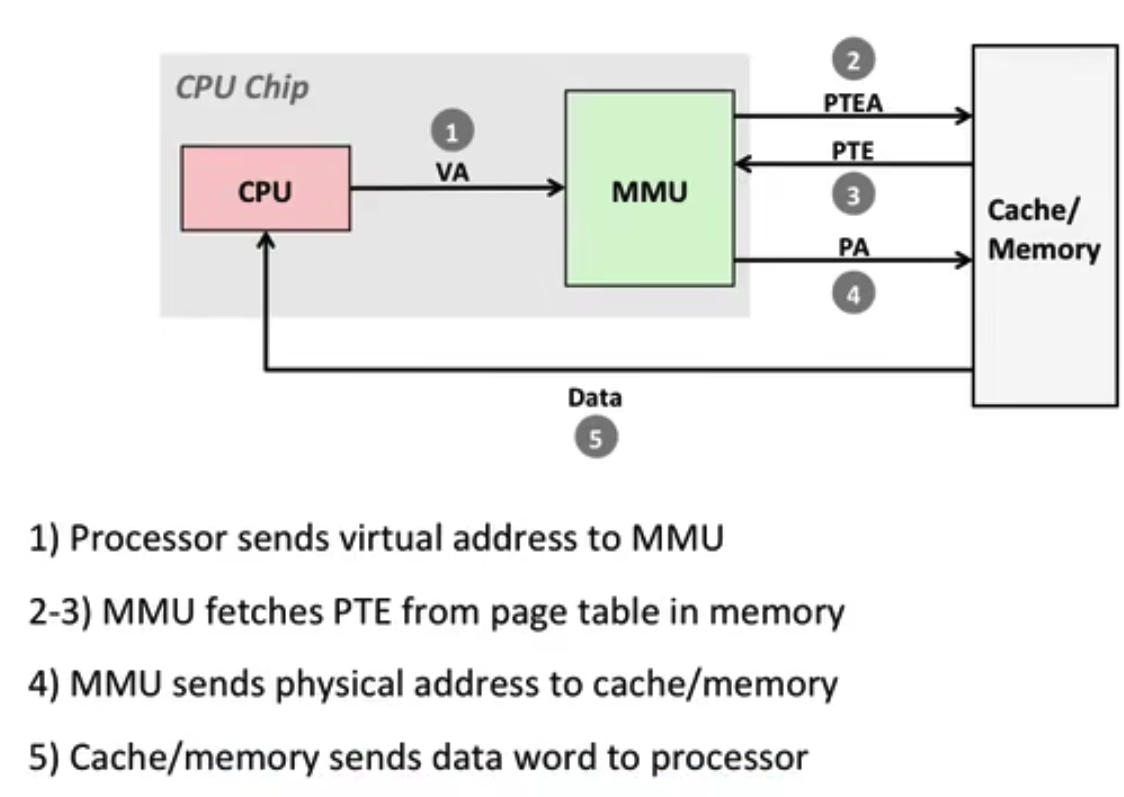 CPU Chip
2
PTEA
1
VA
PTE
CPU
MMU
3
Cache/
Memory
PA
4
Data
5
1) Processor sends virtual address to MMU
2-3) MMU fetches PTE from page table in memory
4) MMU sends physical address to cache/memory
5) Cache/memory sends data word to processor